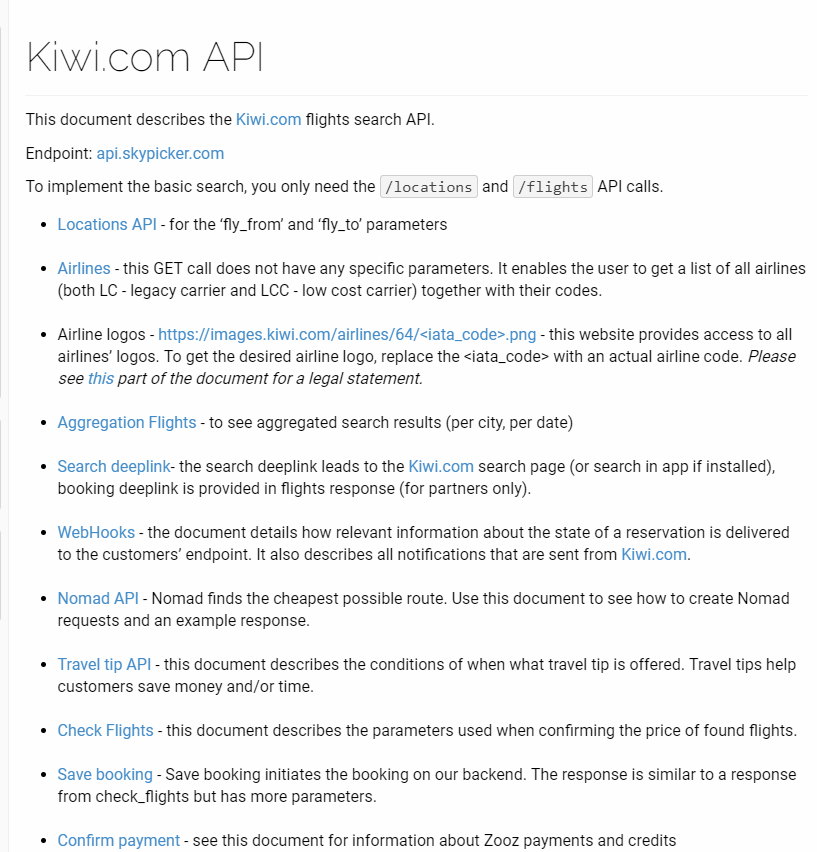 Kiwi.com API
This document describes the Kiwi.com flights search API.
Endpoint: api.skypicker.com
To implement the basic search, you only need the /locations and /flights API calls.
• Locations API - for the ‘fly_from’ and ‘fly_to’ parameters
• Airlines - this GET call does not have any specific parameters. It enables the user to get a list of all airlines
(both LC - legacy carrier and LCC - low cost carrier) together with their codes.
• Airline logos - https://images.kiwi.com/airlines/64/<iata_code>.png - this website provides access to all
airlines’ logos. To get the desired airline logo, replace the <iata_code> with an actual airline code. Please
see this part of the document for a legal statement.
• Aggregation Flights - to see aggregated search results (per city, per date)
• Search deeplink- the search deeplink leads to the Kiwi.com search page (or search in app if installed),
booking deeplink is provided in flights response (for partners only).
• WebHooks - the document details how relevant information about the state of a reservation is delivered
to the customers’ endpoint. It also describes all notifications that are sent from Kiwi.com.
• Nomad API - Nomad finds the cheapest possible route. Use this document to see how to create Nomad
requests and an example response.
• Travel tip API - this document describes the conditions of when what travel tip is offered. Travel tips help
customers save money and/or time.
• Check Flights - this document describes the parameters used when confirming the price of found flights.
• Save booking - Save booking initiates the booking on our backend. The response is similar to a response
from check_flights but has more parameters.
• Confirm payment - see this document for information about Zooz payments and credits